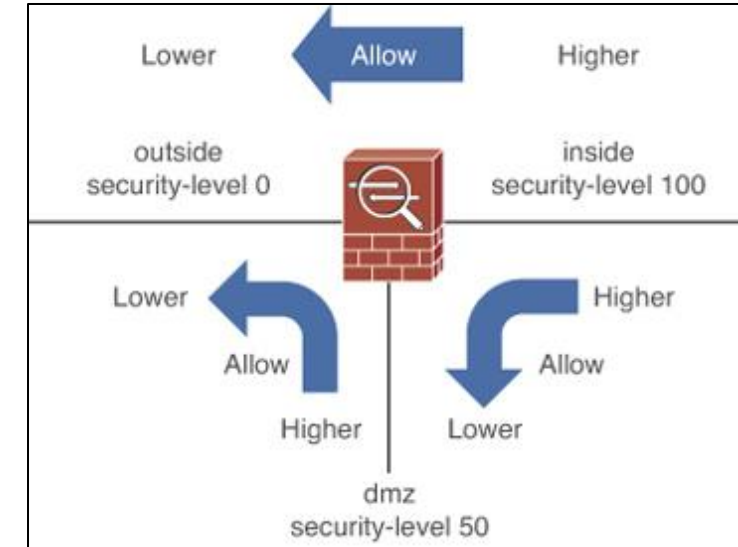 Lower
Allow
Higher
outside
security-level 0
inside
security-level 100
Lower
Allow
Higher
Higher
Allow
Lower
dmz
security-level 50